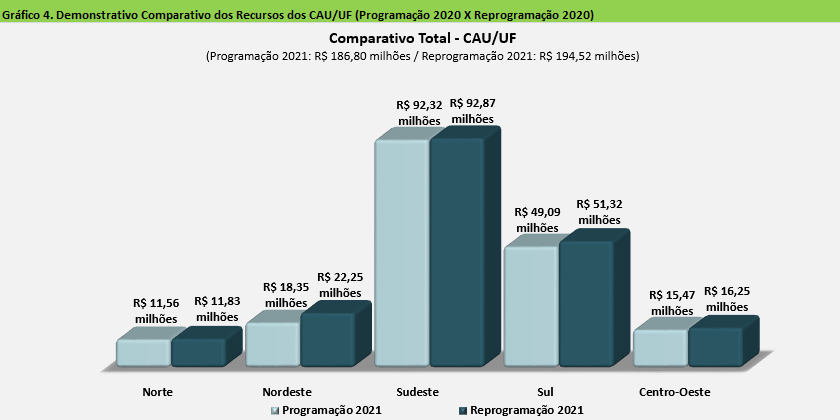 Gráfico 4. Demonstrativo Comparativo dos Recursos dos CAU/UF (Programação 2020 X Reprogramação 2020)
Comparativo Total - CAU/UF
(Programação 2021: R$ 186,80 milhões / Reprogramação 2021: R$ 194,52 milhões)
R$ 11,56
milhões
R$ 11,83
milhões
R$ 18,35
milhões
R$ 22,25
milhões
R$ 92,32
milhões
R$ 92,87
milhões
R$ 49,09
milhões
R$ 51,32
milhões
R$ 15,47
milhões
R$ 16,25
milhões
Norte
Nordeste
Sudeste
Sul
Centro-Oeste
Programação 2021
Reprogramação 2021